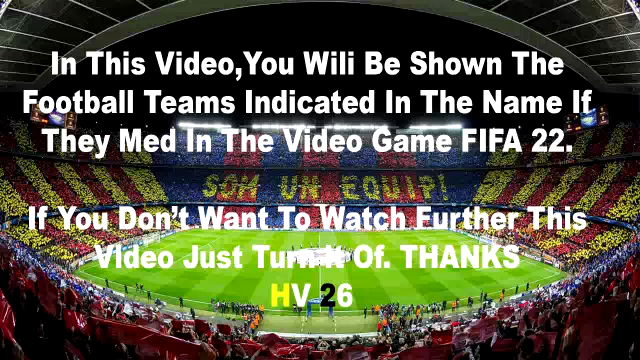 In This Video,You Wili Be Shown The
Football Teams Indicated In The Name If
They Med In The Video Game FIFA 22.
SOM UN EQUIP!
If You Don't Want To Watch Further This
Video Just Turn It Of. THANKS
HV 26